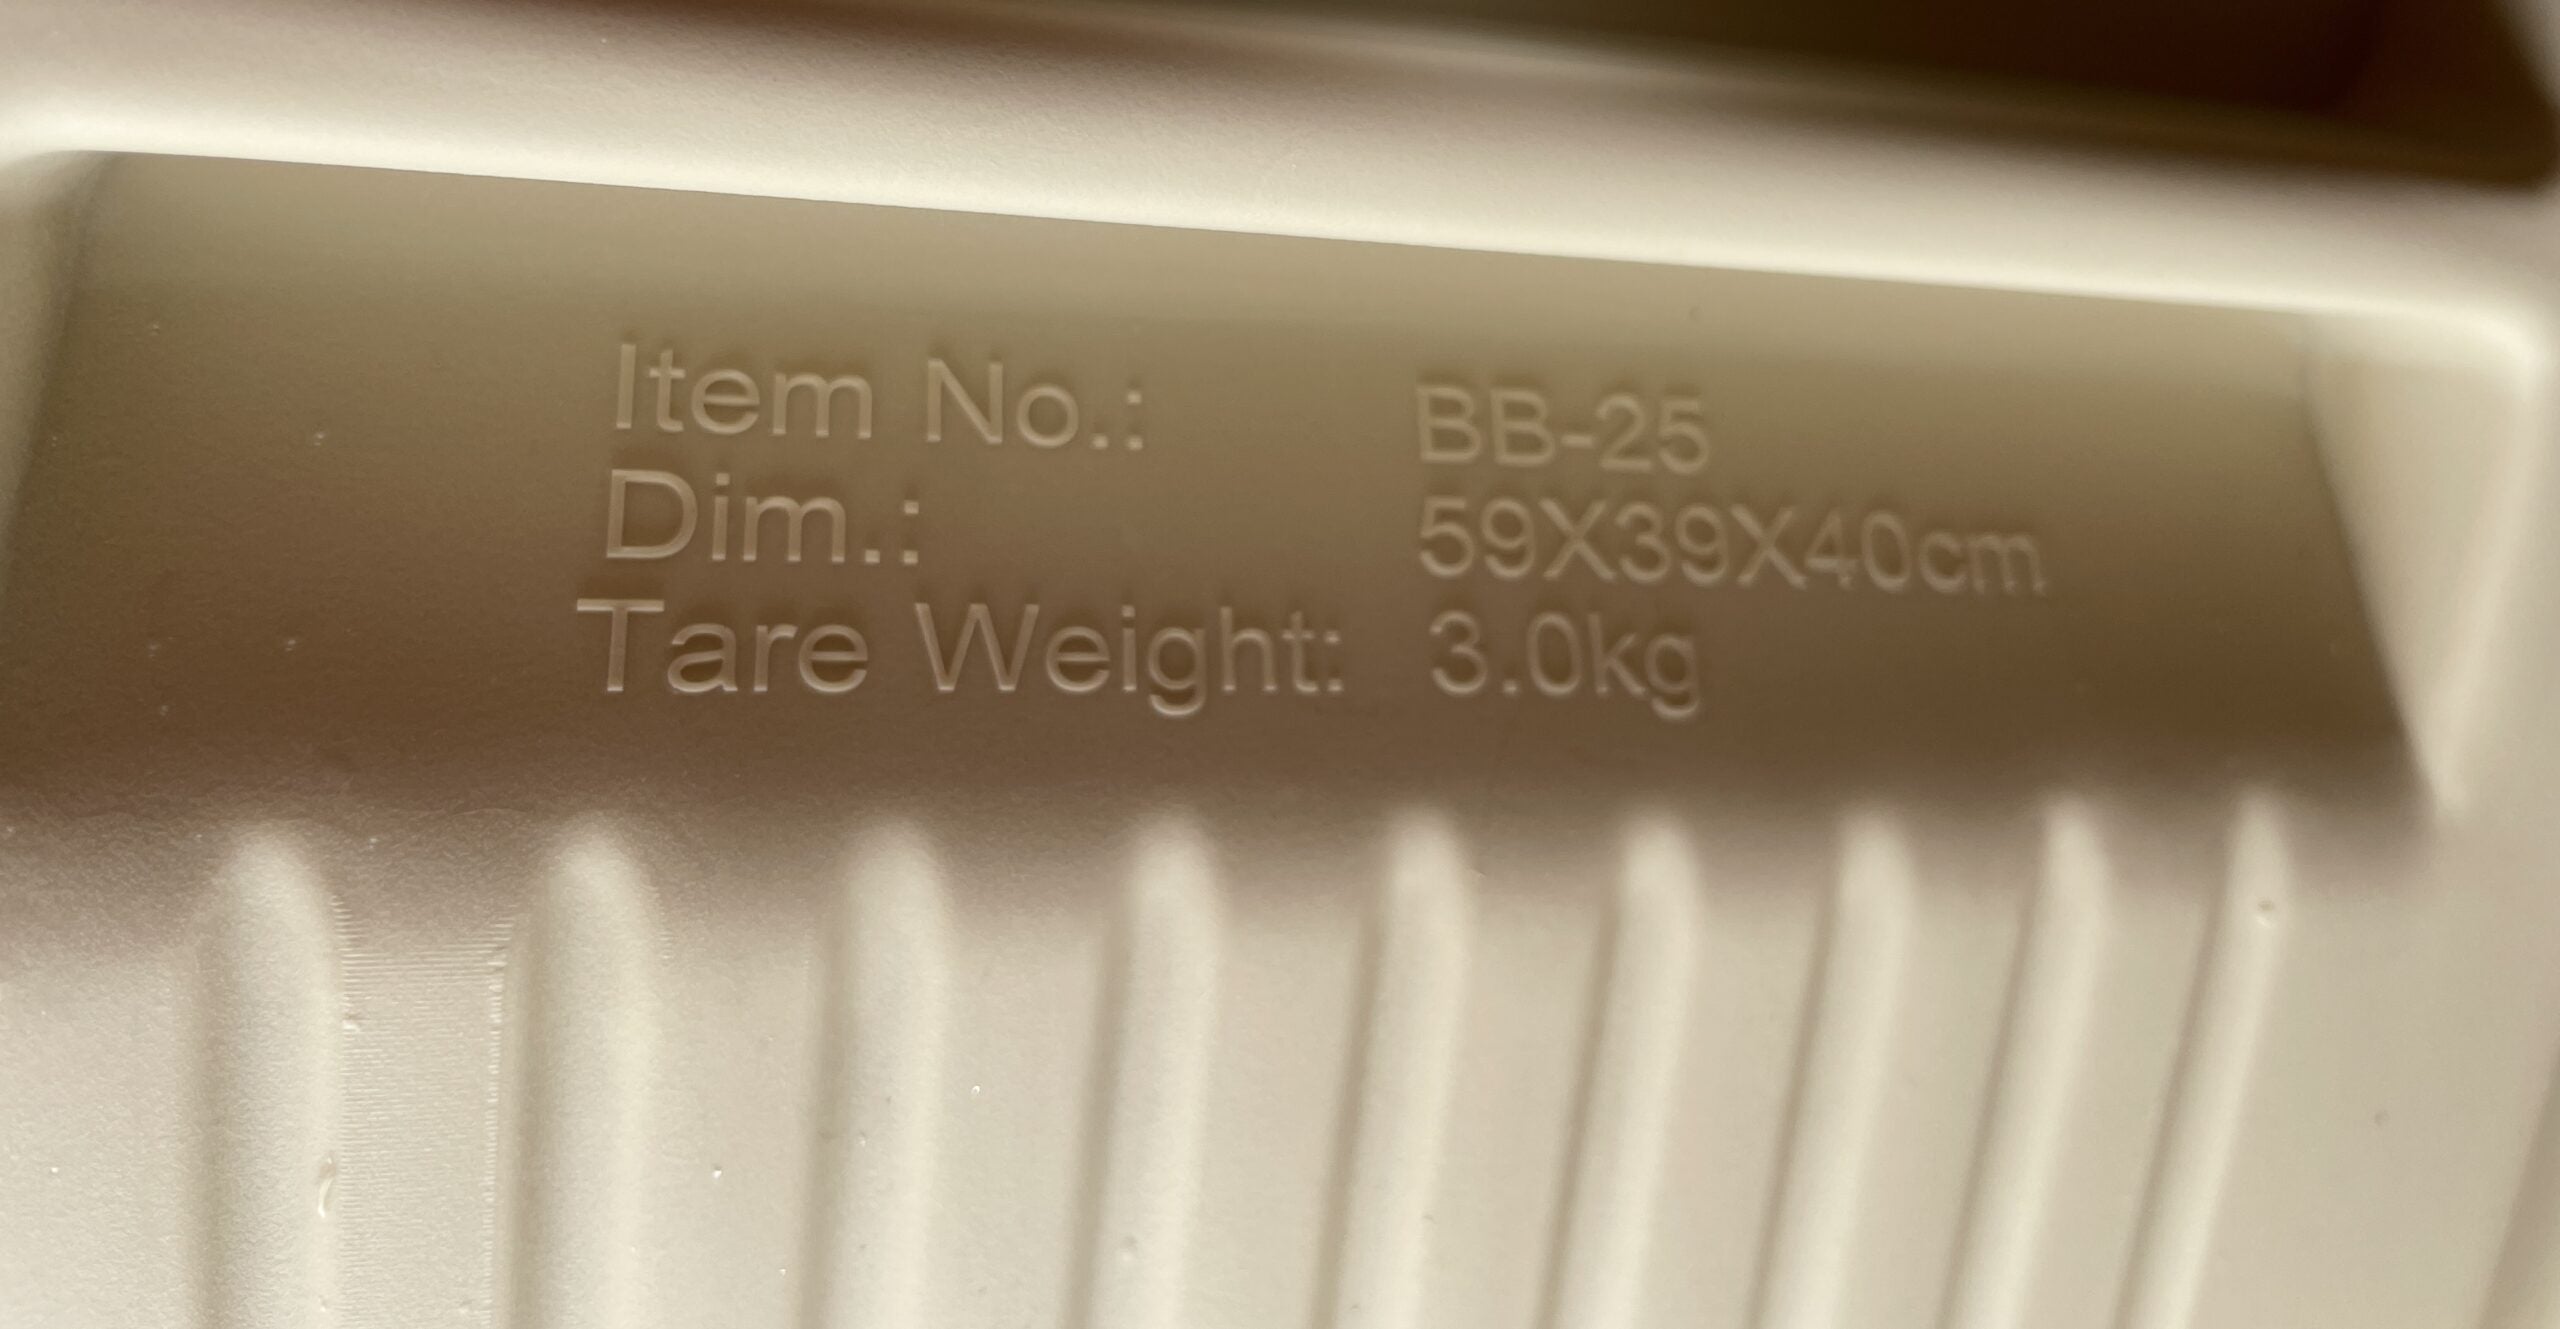 Item No.: BB-25
Dim.: 59X39X40cm
Tare Weight: 3.0kg